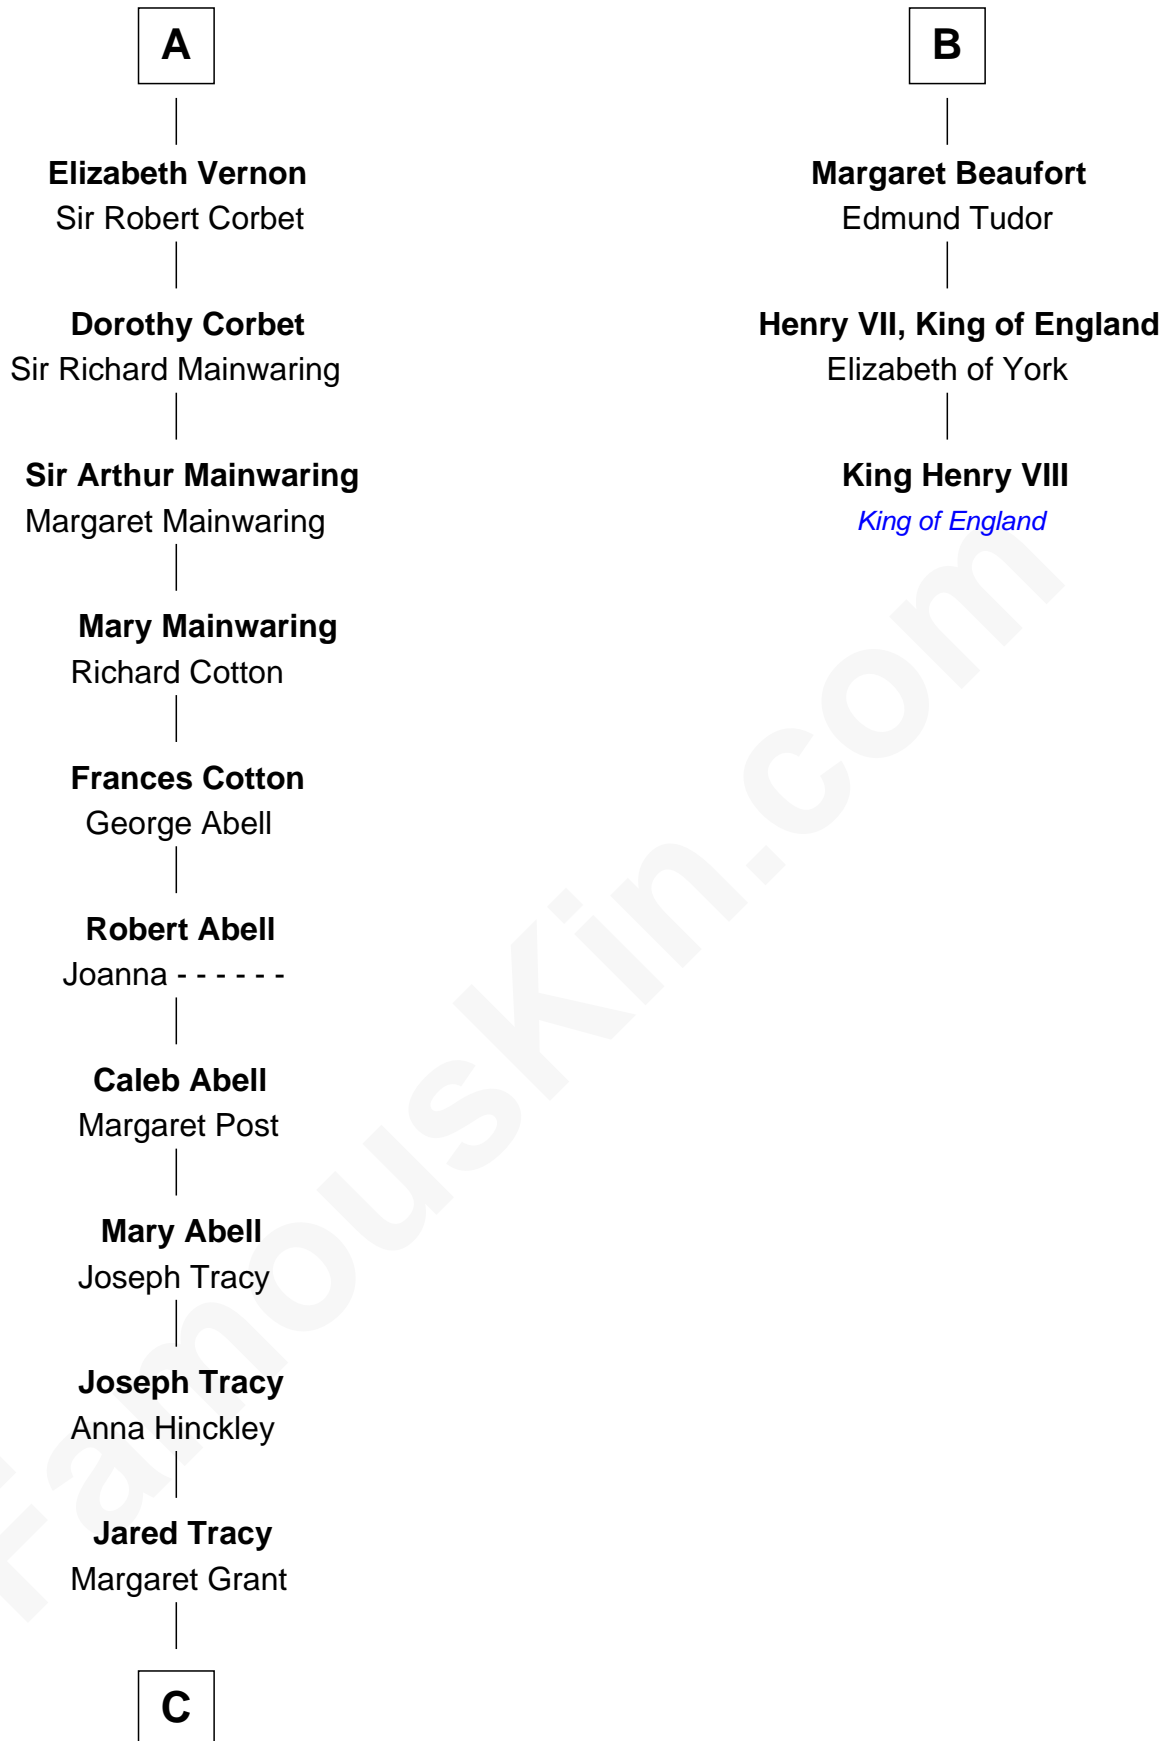 A
Elizabeth Vernon
Sir Robert Corbet
Dorothy Corbet
Sir Richard Mainwaring
Sir Arthur Mainwaring
Margaret Mainwaring
Mary Mainwaring
Richard Cotton
Frances Cotton
George Abell
Robert Abell
Joanna - - - - - -
Caleb Abell
Margaret Post
Mary Abell
Joseph Tracy
Joseph Tracy
Anna Hinckley
Jared Tracy
Margaret Grant
C
B
Margaret Beaufort
Edmund Tudor
Henry VII, King of England
Elizabeth of York
King Henry VIII
King of England
FamousKin.com